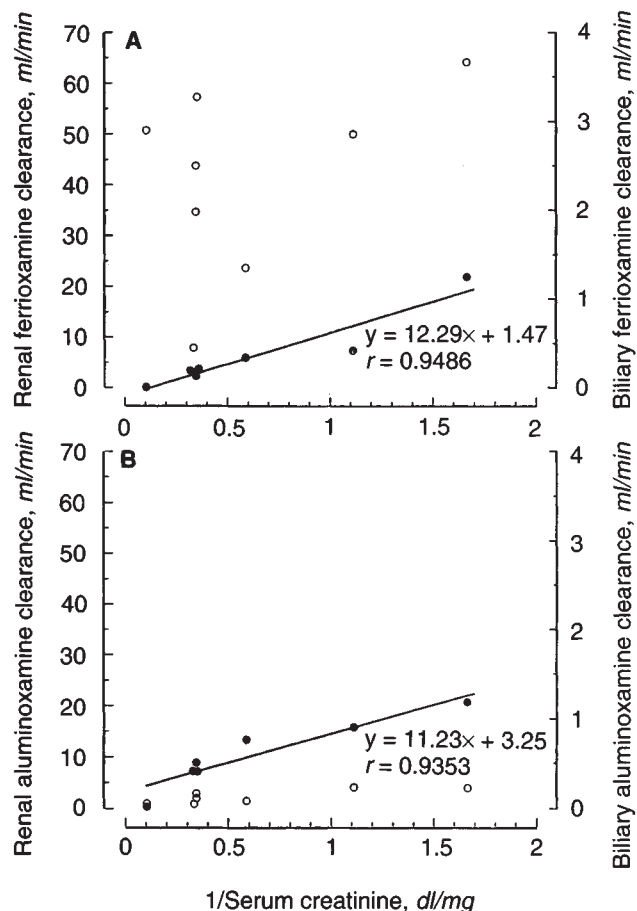 A
70
60
50
40
30
20
10
0
Renal ferrioxamine clearance, ml/min
4
3
2
1
0
Biliary ferrioxamine clearance, ml/min
y = 12.29× + 1.47
r = 0.9486
0 0.5 1 1.5 2
B
70
60
50
40
30
20
10
0
Renal aluminoxamine clearance, ml/min
4
3
2
1
0
Biliary aluminoxamine clearance, ml/min
y = 11.23× + 3.25
r = 0.9353
0 0.5 1 1.5 2
1/Serum creatinine, dl/mg